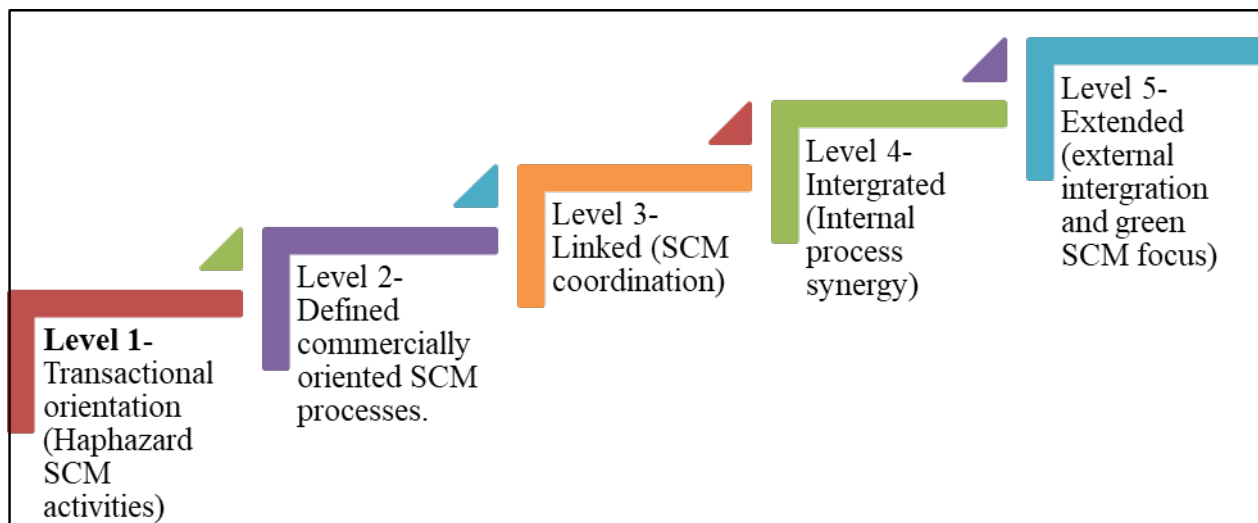 Level 1-
Transactional
orientation
(Haphazard
SCM
activities)
Level 2-
Defined
commercially
oriented SCM
processes.
Level 3-
Linked (SCM
coordination)
Level 4-
Intergrated
(Internal
process
synergy)
Level 5-
Extended
(external
intergration
and green
SCM focus)